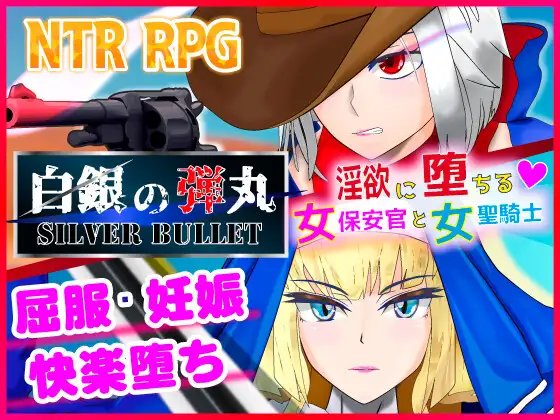 NTR RPG
白銀の弾丸
SILVER BULLET
淫欲に堕ちる♥
女保安官と女聖騎士
屈服・妊娠
快楽堕ち